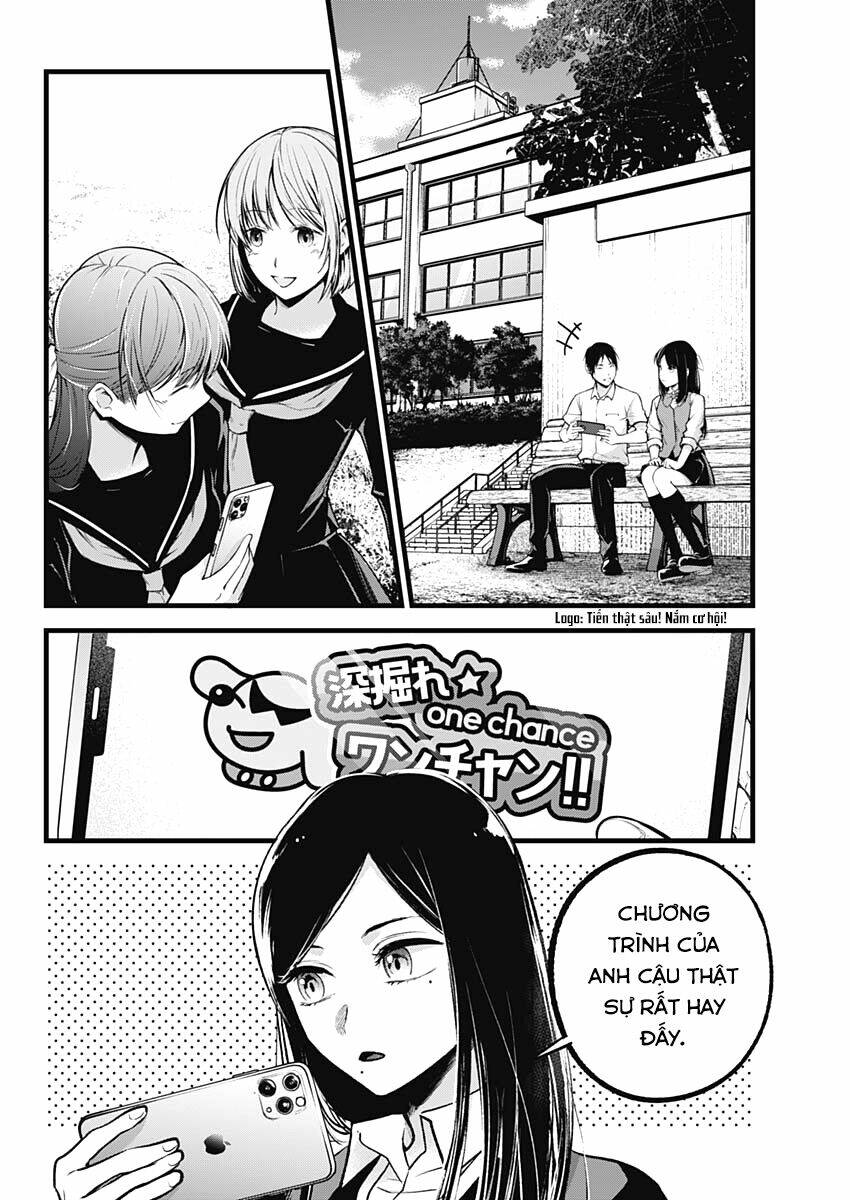 Logo: Tiến thật sâu! Nắm cơ hội!
深掘れ☆
one chance
ワンチャン!!
CHƯƠNG
TRÌNH CỦA
ANH CẬU THẬT
SỰ RẤT HAY
ĐẤY.